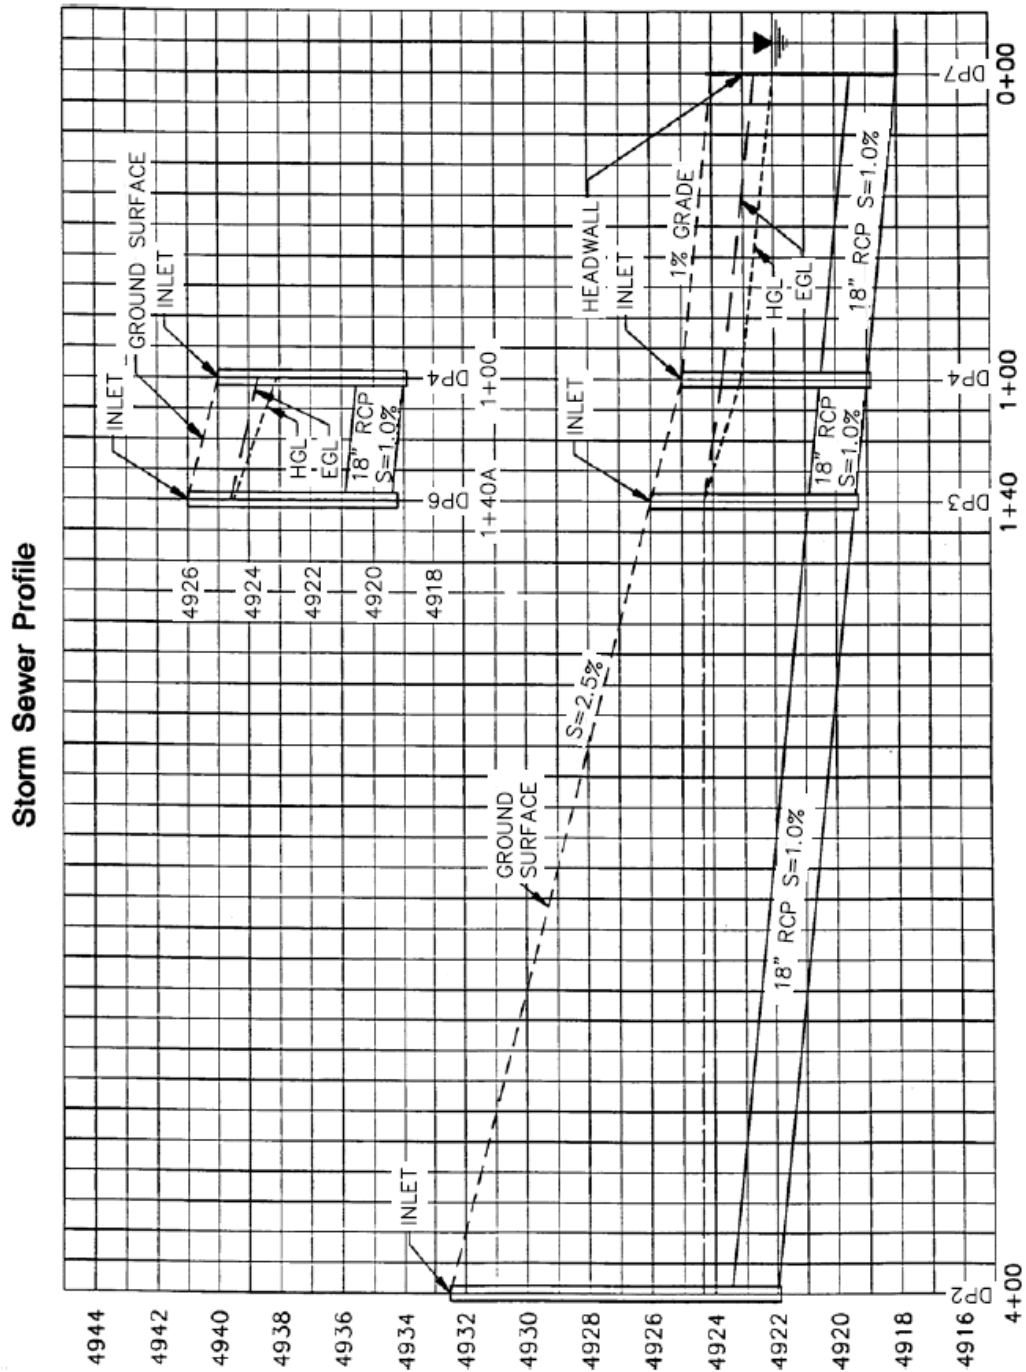 Storm Sewer Profile
4944
4942
4940
4938
4936
4934
4932
4930
4928
4926
4924
4922
4920
4918
4916
INLET
GROUND SURFACE
INLET
HGL
EGL
18" RCP
S=1.0%
4926
4924
4922
4920
4918
DP6
1+40A
DP4
1+00
INLET
GROUND
SURFACE
S=2.5%
18" RCP S=1.0%
INLET
INLET
HEADWALL
1% GRADE
HGL
EGL
18" RCP
S=1.0%
18" RCP S=1.0%
DP2
4+00
DP3
1+40
DP4
1+00
DP7
0+00